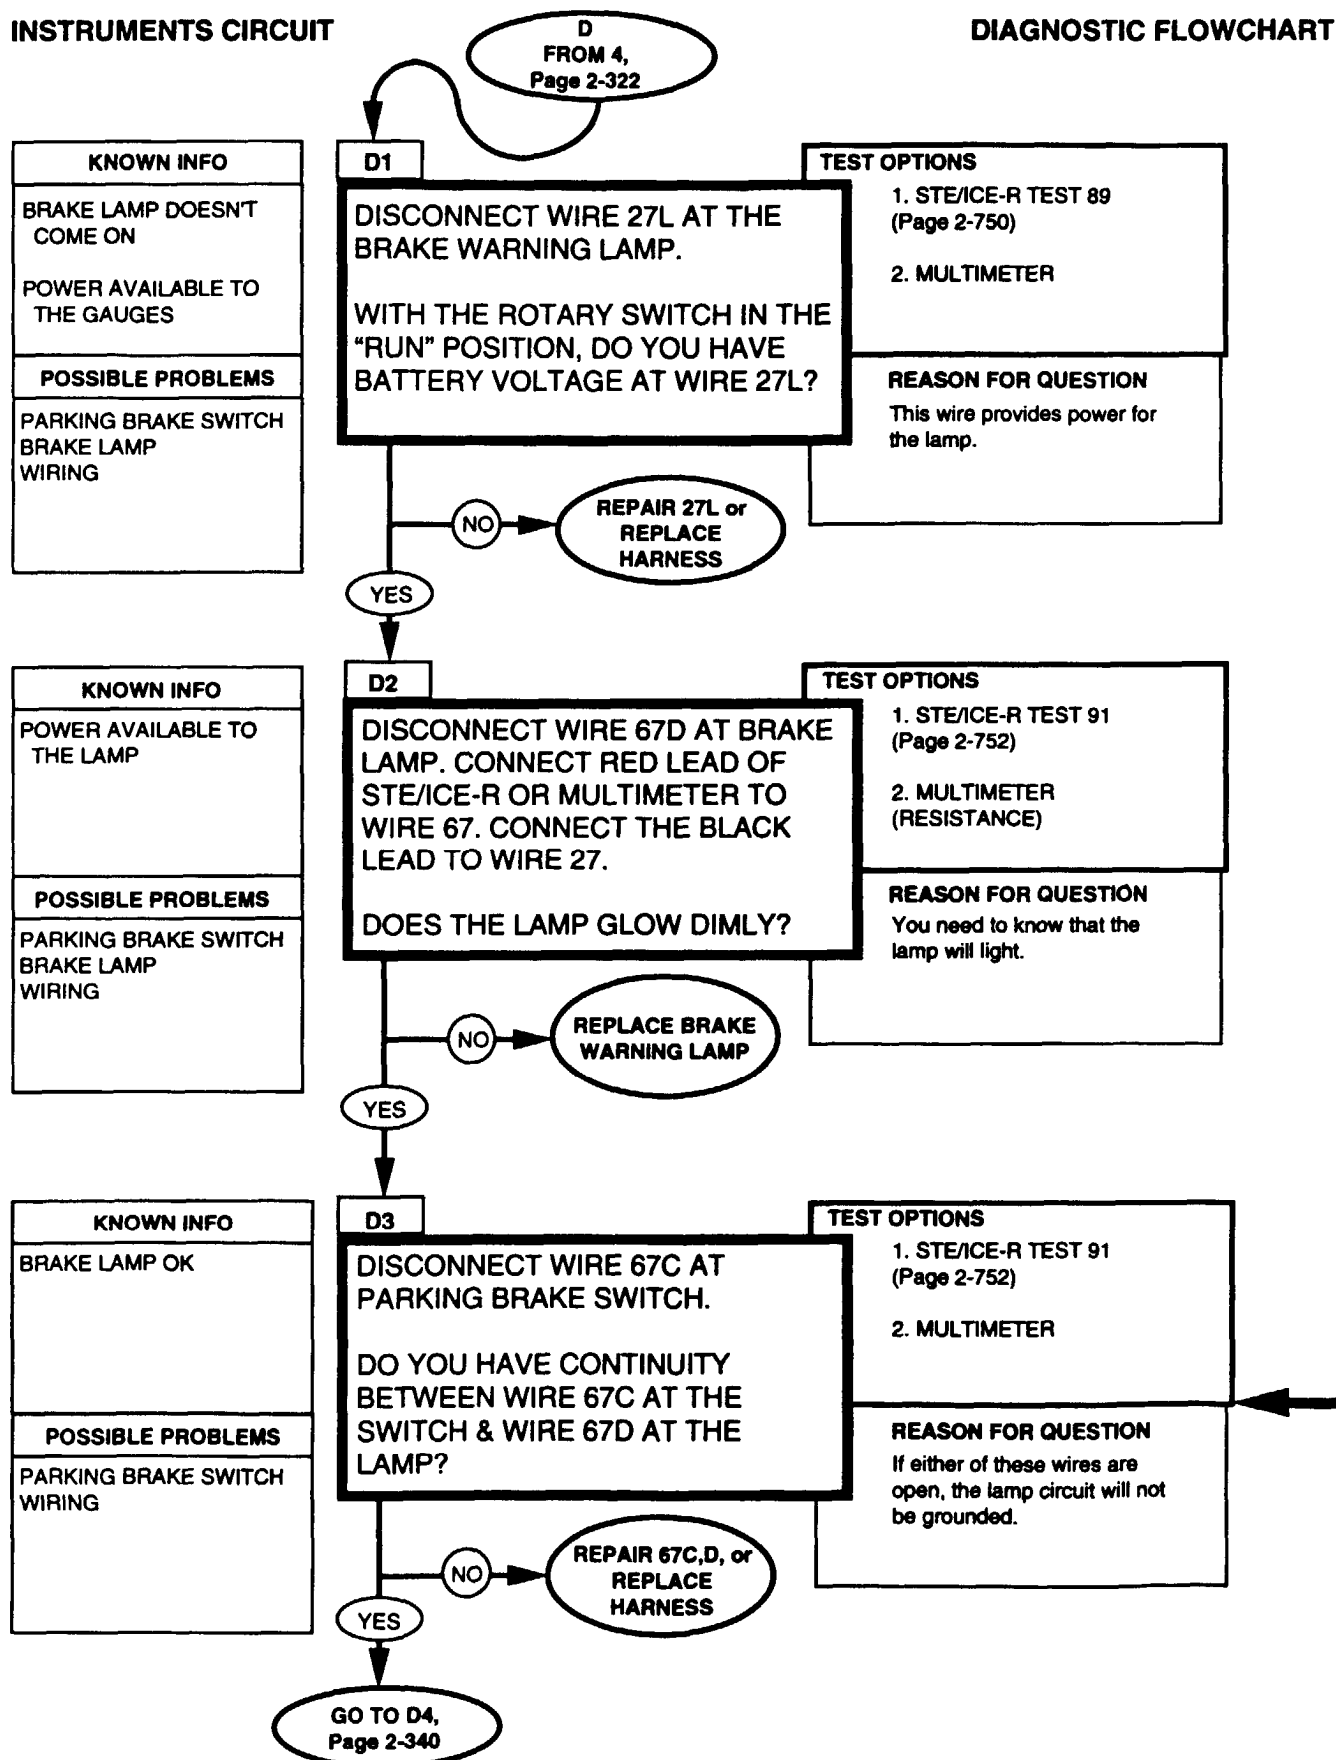 INSTRUMENTS CIRCUIT
DIAGNOSTIC FLOWCHART
D
FROM 4,
Page 2-322
KNOWN INFO
BRAKE LAMP DOESN'T
COME ON
POWER AVAILABLE TO
THE GAUGES
POSSIBLE PROBLEMS
PARKING BRAKE SWITCH
BRAKE LAMP
WIRING
D1
DISCONNECT WIRE 27L AT THE
BRAKE WARNING LAMP.
WITH THE ROTARY SWITCH IN THE
“RUN” POSITION, DO YOU HAVE
BATTERY VOLTAGE AT WIRE 27L?
TEST OPTIONS
1. STE/ICE-R TEST 89
(Page 2-750)
2. MULTIMETER
REASON FOR QUESTION
This wire provides power for
the lamp.
NO
REPAIR 27L or
REPLACE
HARNESS
YES
KNOWN INFO
POWER AVAILABLE TO
THE LAMP
POSSIBLE PROBLEMS
PARKING BRAKE SWITCH
BRAKE LAMP
WIRING
D2
DISCONNECT WIRE 67D AT BRAKE
LAMP. CONNECT RED LEAD OF
STE/ICE-R OR MULTIMETER TO
WIRE 67. CONNECT THE BLACK
LEAD TO WIRE 27.
DOES THE LAMP GLOW DIMLY?
TEST OPTIONS
1. STE/ICE-R TEST 91
(Page 2-752)
2. MULTIMETER
(RESISTANCE)
REASON FOR QUESTION
You need to know that the
lamp will light.
NO
REPLACE BRAKE
WARNING LAMP
YES
KNOWN INFO
BRAKE LAMP OK
POSSIBLE PROBLEMS
PARKING BRAKE SWITCH
WIRING
D3
DISCONNECT WIRE 67C AT
PARKING BRAKE SWITCH.
DO YOU HAVE CONTINUITY
BETWEEN WIRE 67C AT THE
SWITCH & WIRE 67D AT THE
LAMP?
TEST OPTIONS
1. STE/ICE-R TEST 91
(Page 2-752)
2. MULTIMETER
REASON FOR QUESTION
If either of these wires are
open, the lamp circuit will not
be grounded.
NO
REPAIR 67C,D, or
REPLACE
HARNESS
YES
GO TO D4,
Page 2-340